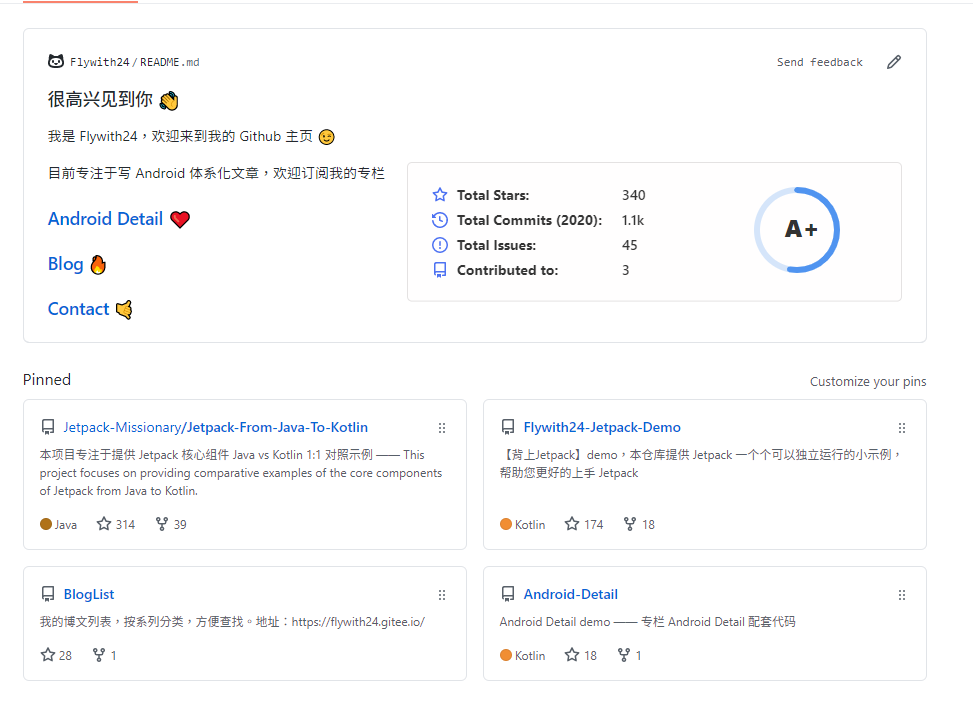 Flywith24/README.md
Send feedback
很高兴见到你 👋
我是 Flywith24，欢迎来到我的 Github 主页 😉
目前专注于写 Android 体系化文章，欢迎订阅我的专栏
Android Detail ❤️
Blog 🔥
Contact 🤙
Total Stars: 340
Total Commits (2020): 1.1k
Total Issues: 45
Contributed to: 3
A+
Pinned
Customize your pins
Jetpack-Missionary/Jetpack-From-Java-To-Kotlin
本项目专注于提供 Jetpack 核心组件 Java vs Kotlin 1:1 对照示例 —— This
project focuses on providing comparative examples of the core components
of Jetpack from Java to Kotlin.
Java 314 39
Flywith24-Jetpack-Demo
【背上Jetpack】demo，本仓库提供 Jetpack 一个个可以独立运行的小示例，
帮助您更好的上手 Jetpack
Kotlin 174 18
BlogList
我的博文列表，按系列分类，方便查找。地址：https://flywith24.gitee.io/
28 1
Android-Detail
Android Detail demo —— 专栏 Android Detail 配套代码
Kotlin 18 1